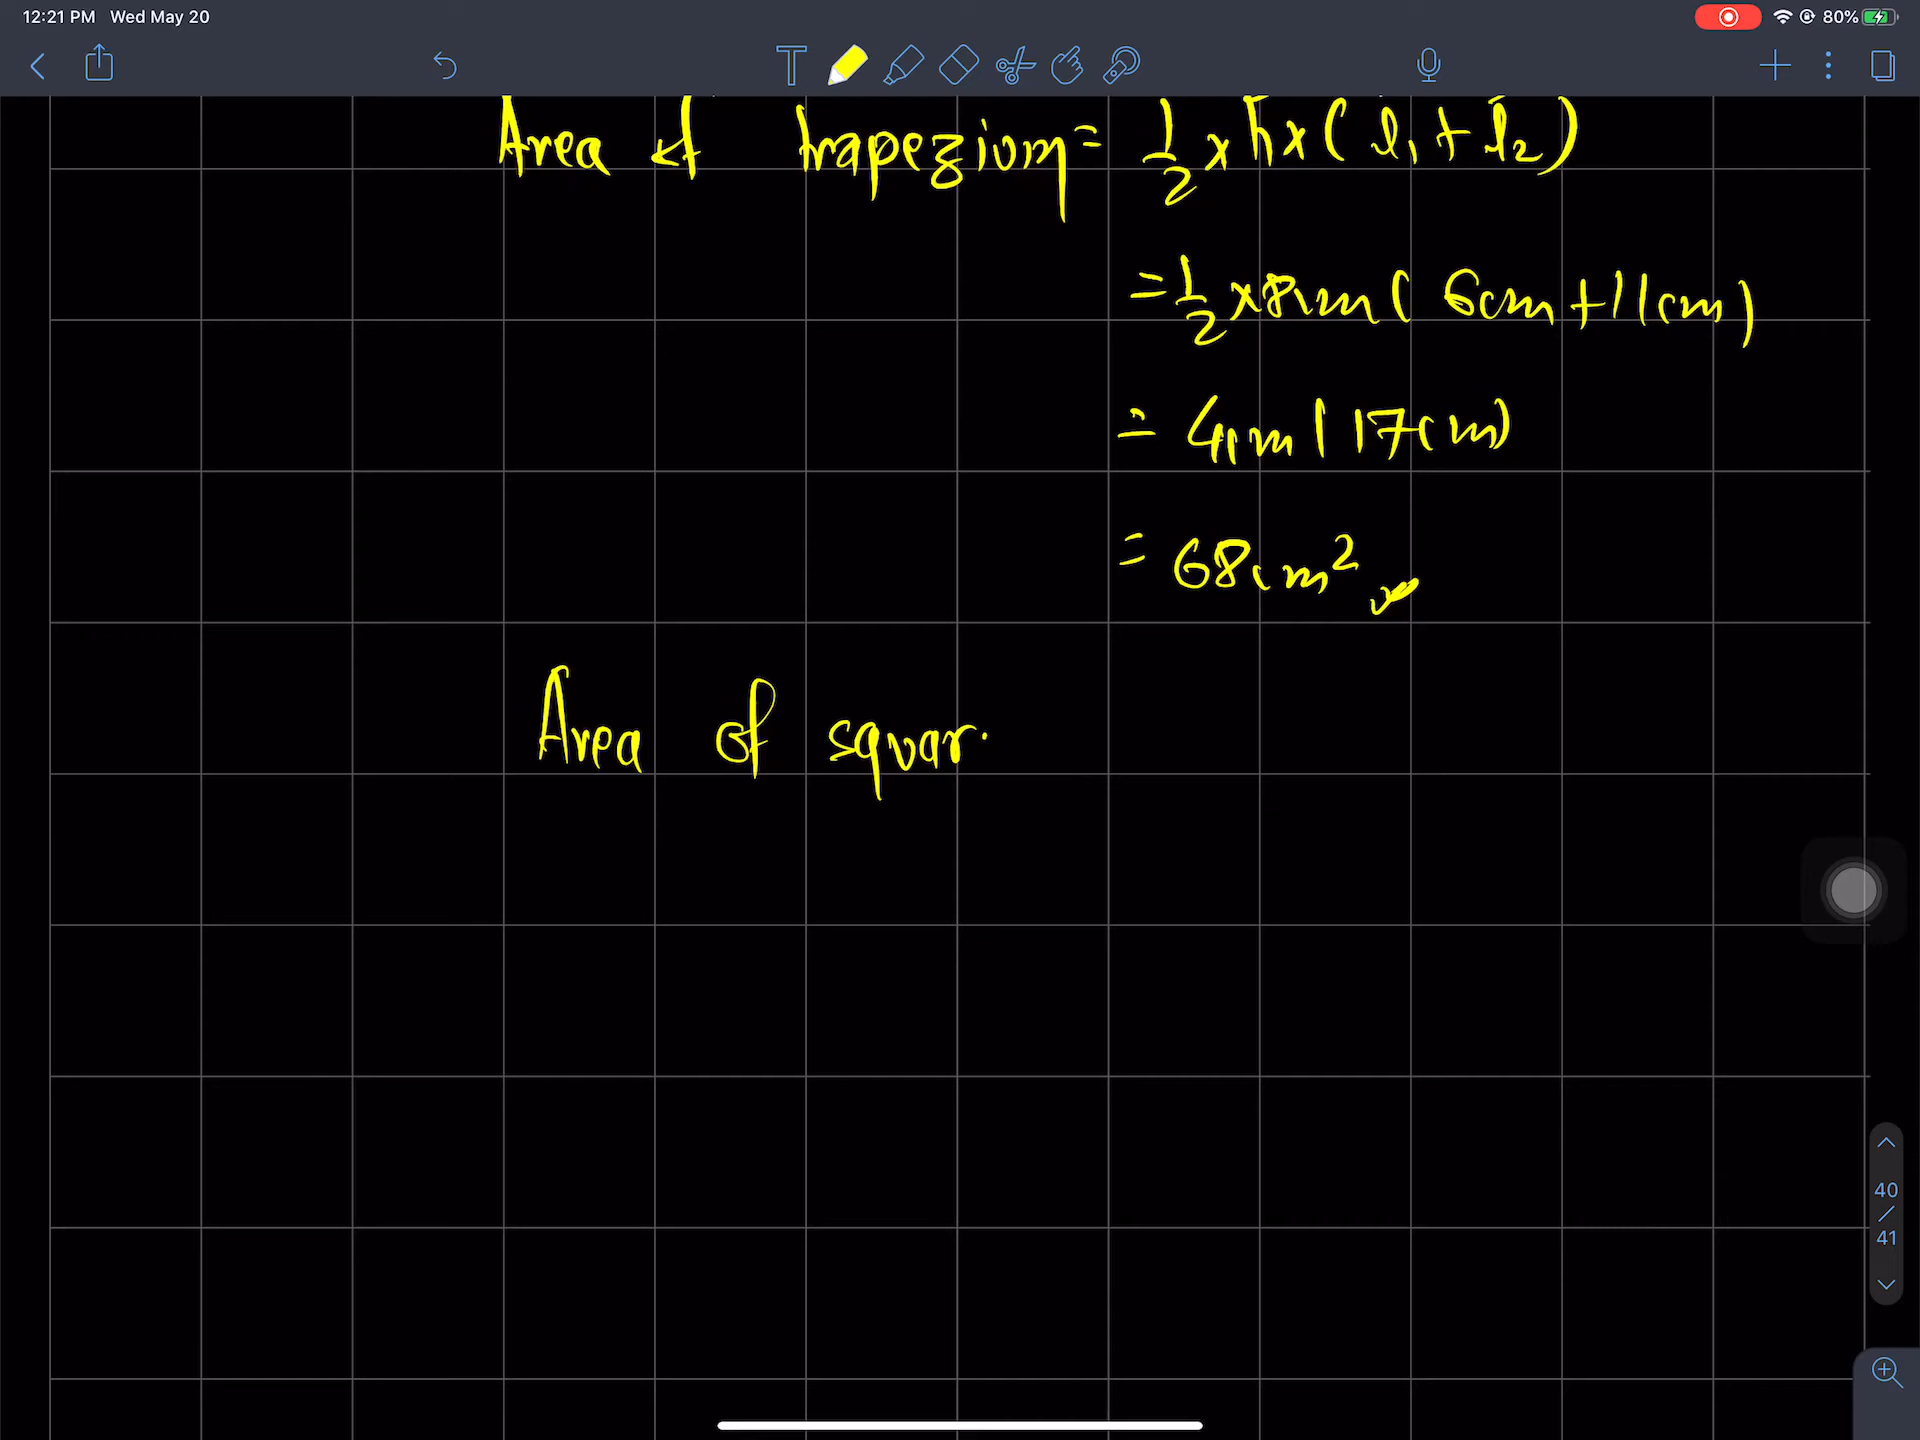 12:21 PM Wed May 20
80%
T
Area of trapezium = 1/2 x h x ( l₁ + l₂ )
= 1/2 x 8cm ( 6cm + 11cm )
= 4cm ( 17cm )
= 68cm²
Area of squar
40
/
41